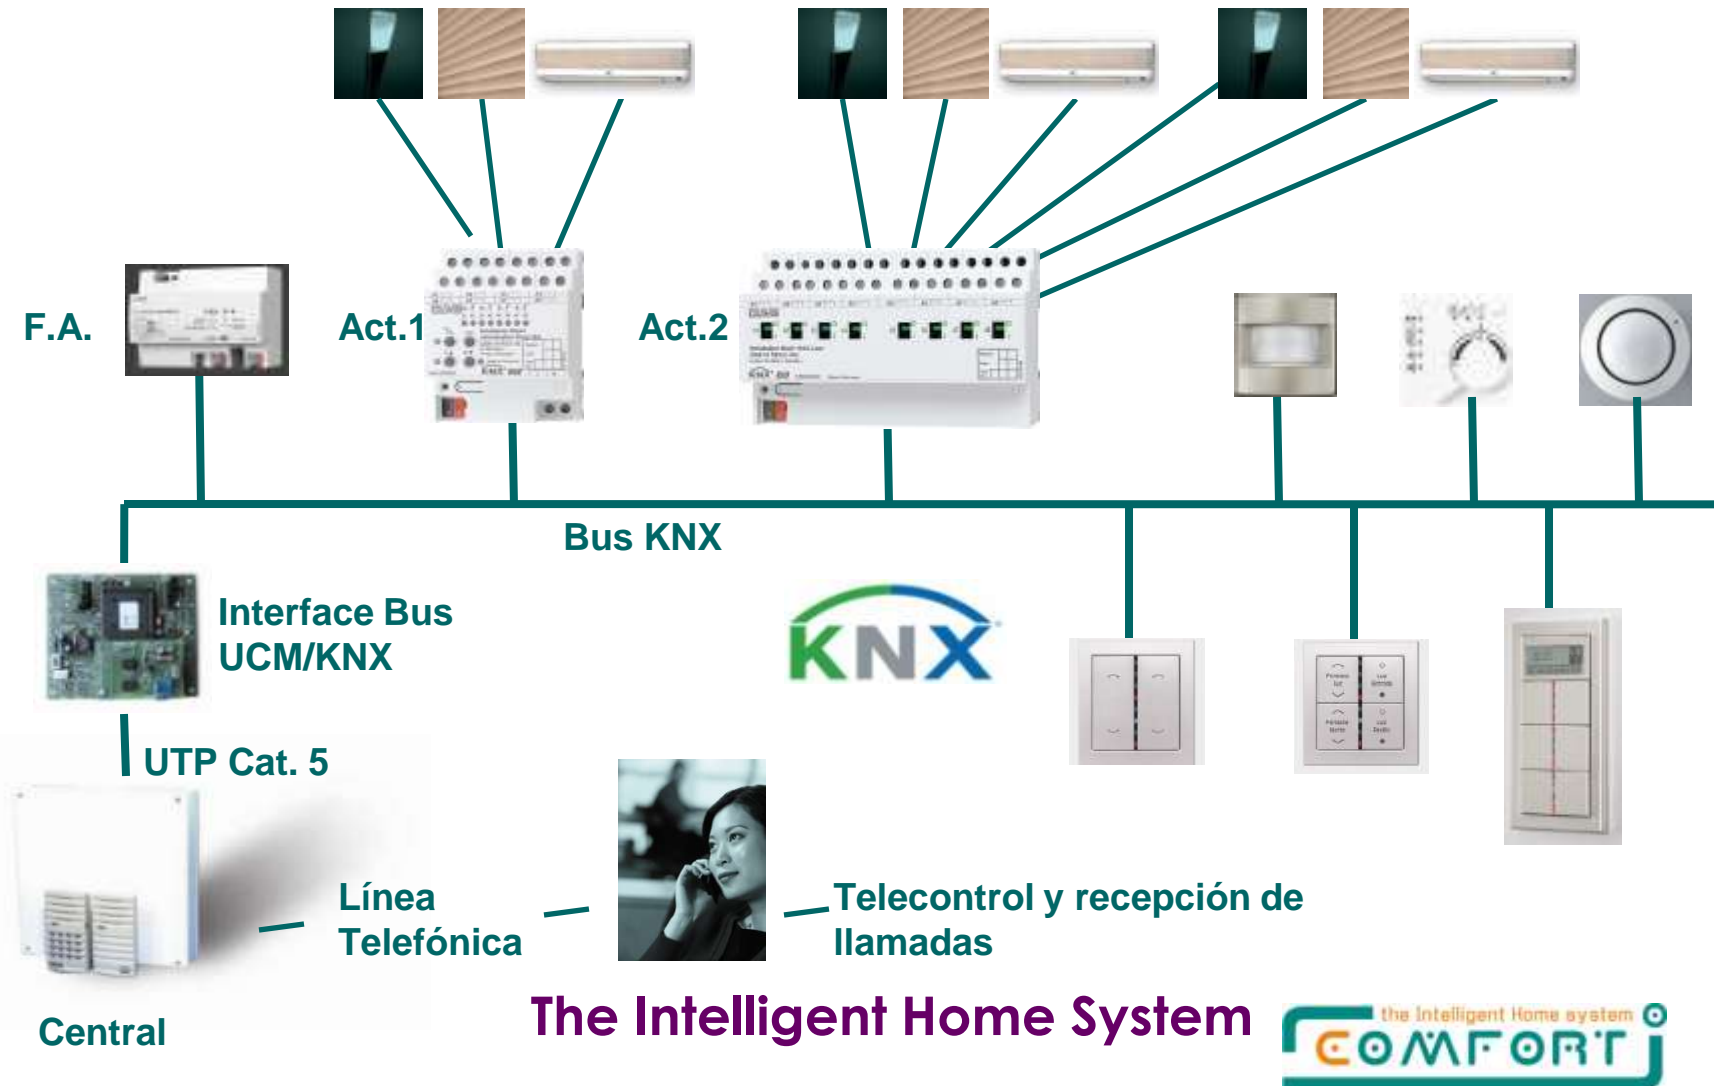 F.A.
Act.1
Act.2
Bus KNX
Interface Bus
UCM/KNX
KNX
UTP Cat. 5
Línea
Telefónica
Telecontrol y recepción de
llamadas
Central
The Intelligent Home System
the Intelligent Home system
COMFORT